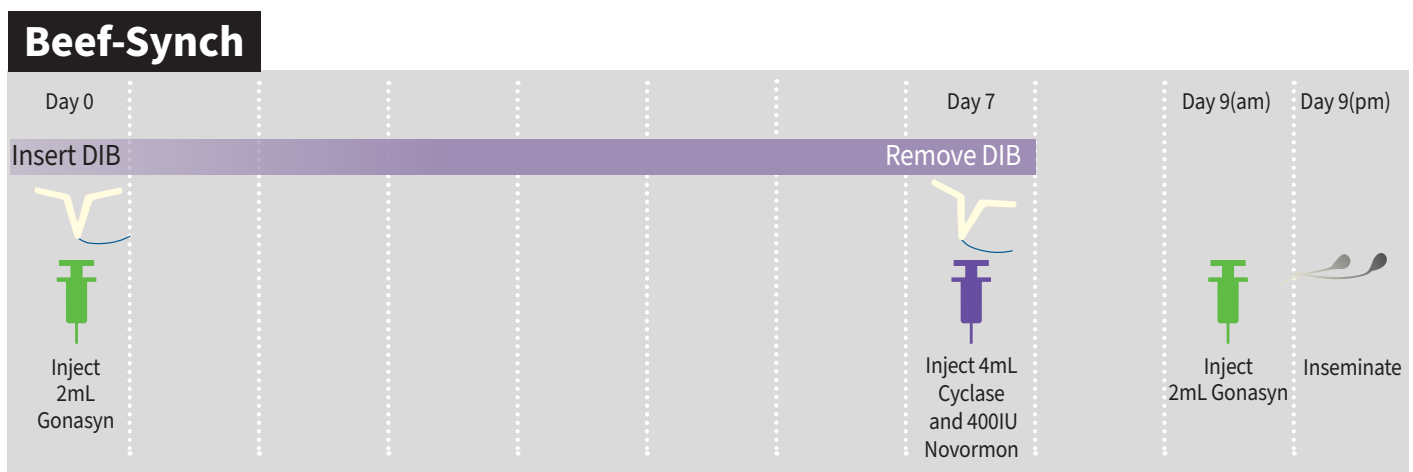 Beef-Synch
Day 0
Day 7
Day 9(am)
Day 9(pm)
Insert DIB
Remove DIB
Inject
2mL
Gonasyn
Inject 4mL
Cyclase
and 400IU
Novormon
Inject
2mL Gonasyn
Inseminate